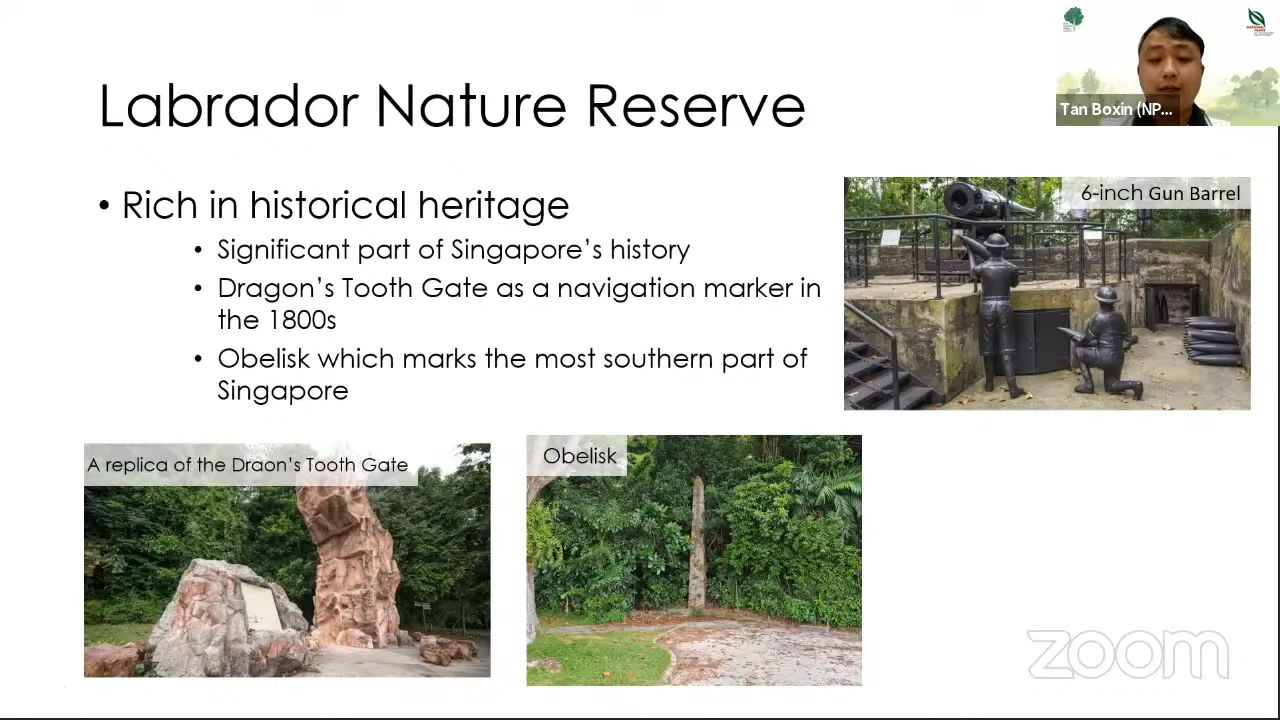 Labrador Nature Reserve
Tan Boxin (NP...
• Rich in historical heritage
• Significant part of Singapore's history
• Dragon's Tooth Gate as a navigation marker in
the 1800s
• Obelisk which marks the most southern part of
Singapore
6-inch Gun Barrel
A replica of the Draon's Tooth Gate
Obelisk
zoom